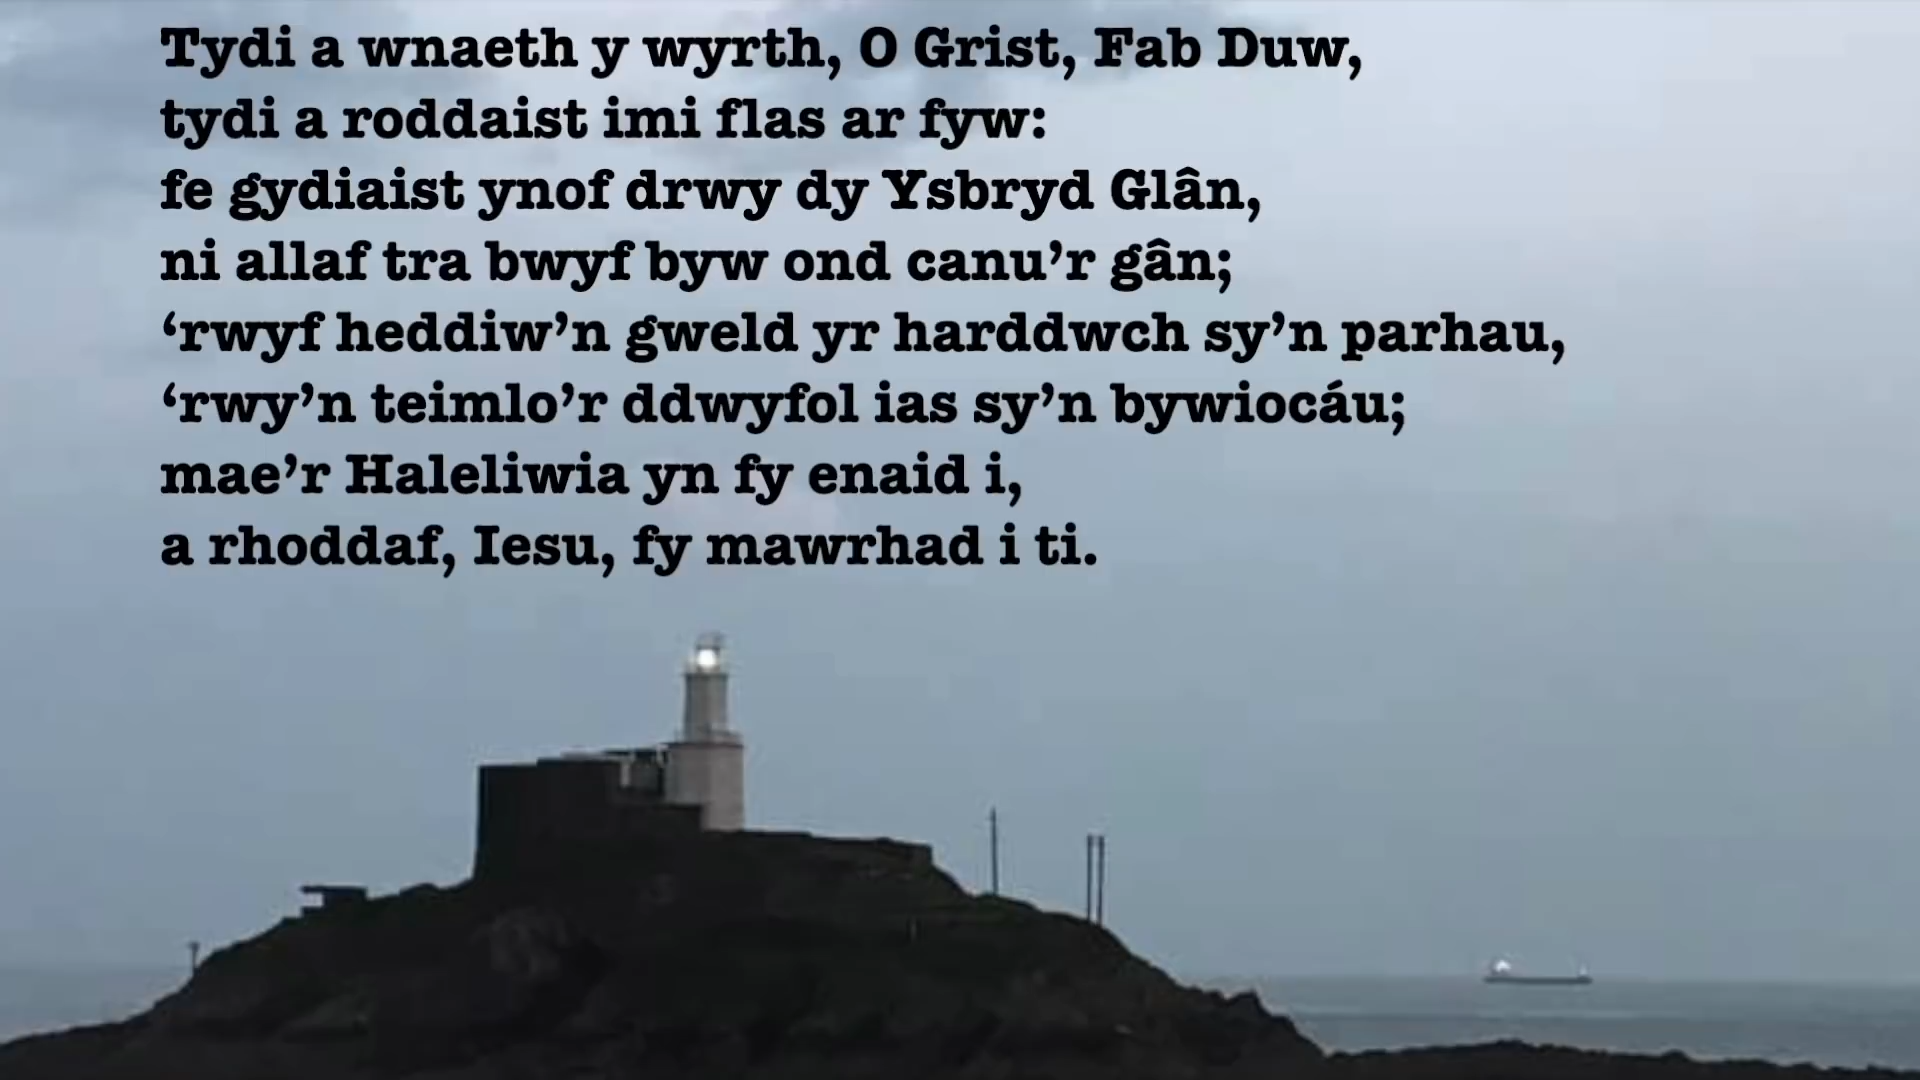 Tydi a wnaeth y wyrth, O Grist, Fab Duw,
tydi a roddaist imi flas ar fyw:
fe gydiaist ynof drwy dy Ysbryd Glân,
ni allaf tra bwyf byw ond canu’r gân;
‘rwyf heddiw’n gweld yr harddwch sy’n parhau,
‘rwy’n teimlo’r ddwyfol ias sy’n bywiocáu;
mae’r Haleliwia yn fy enaid i,
a rhoddaf, Iesu, fy mawrhad i ti.